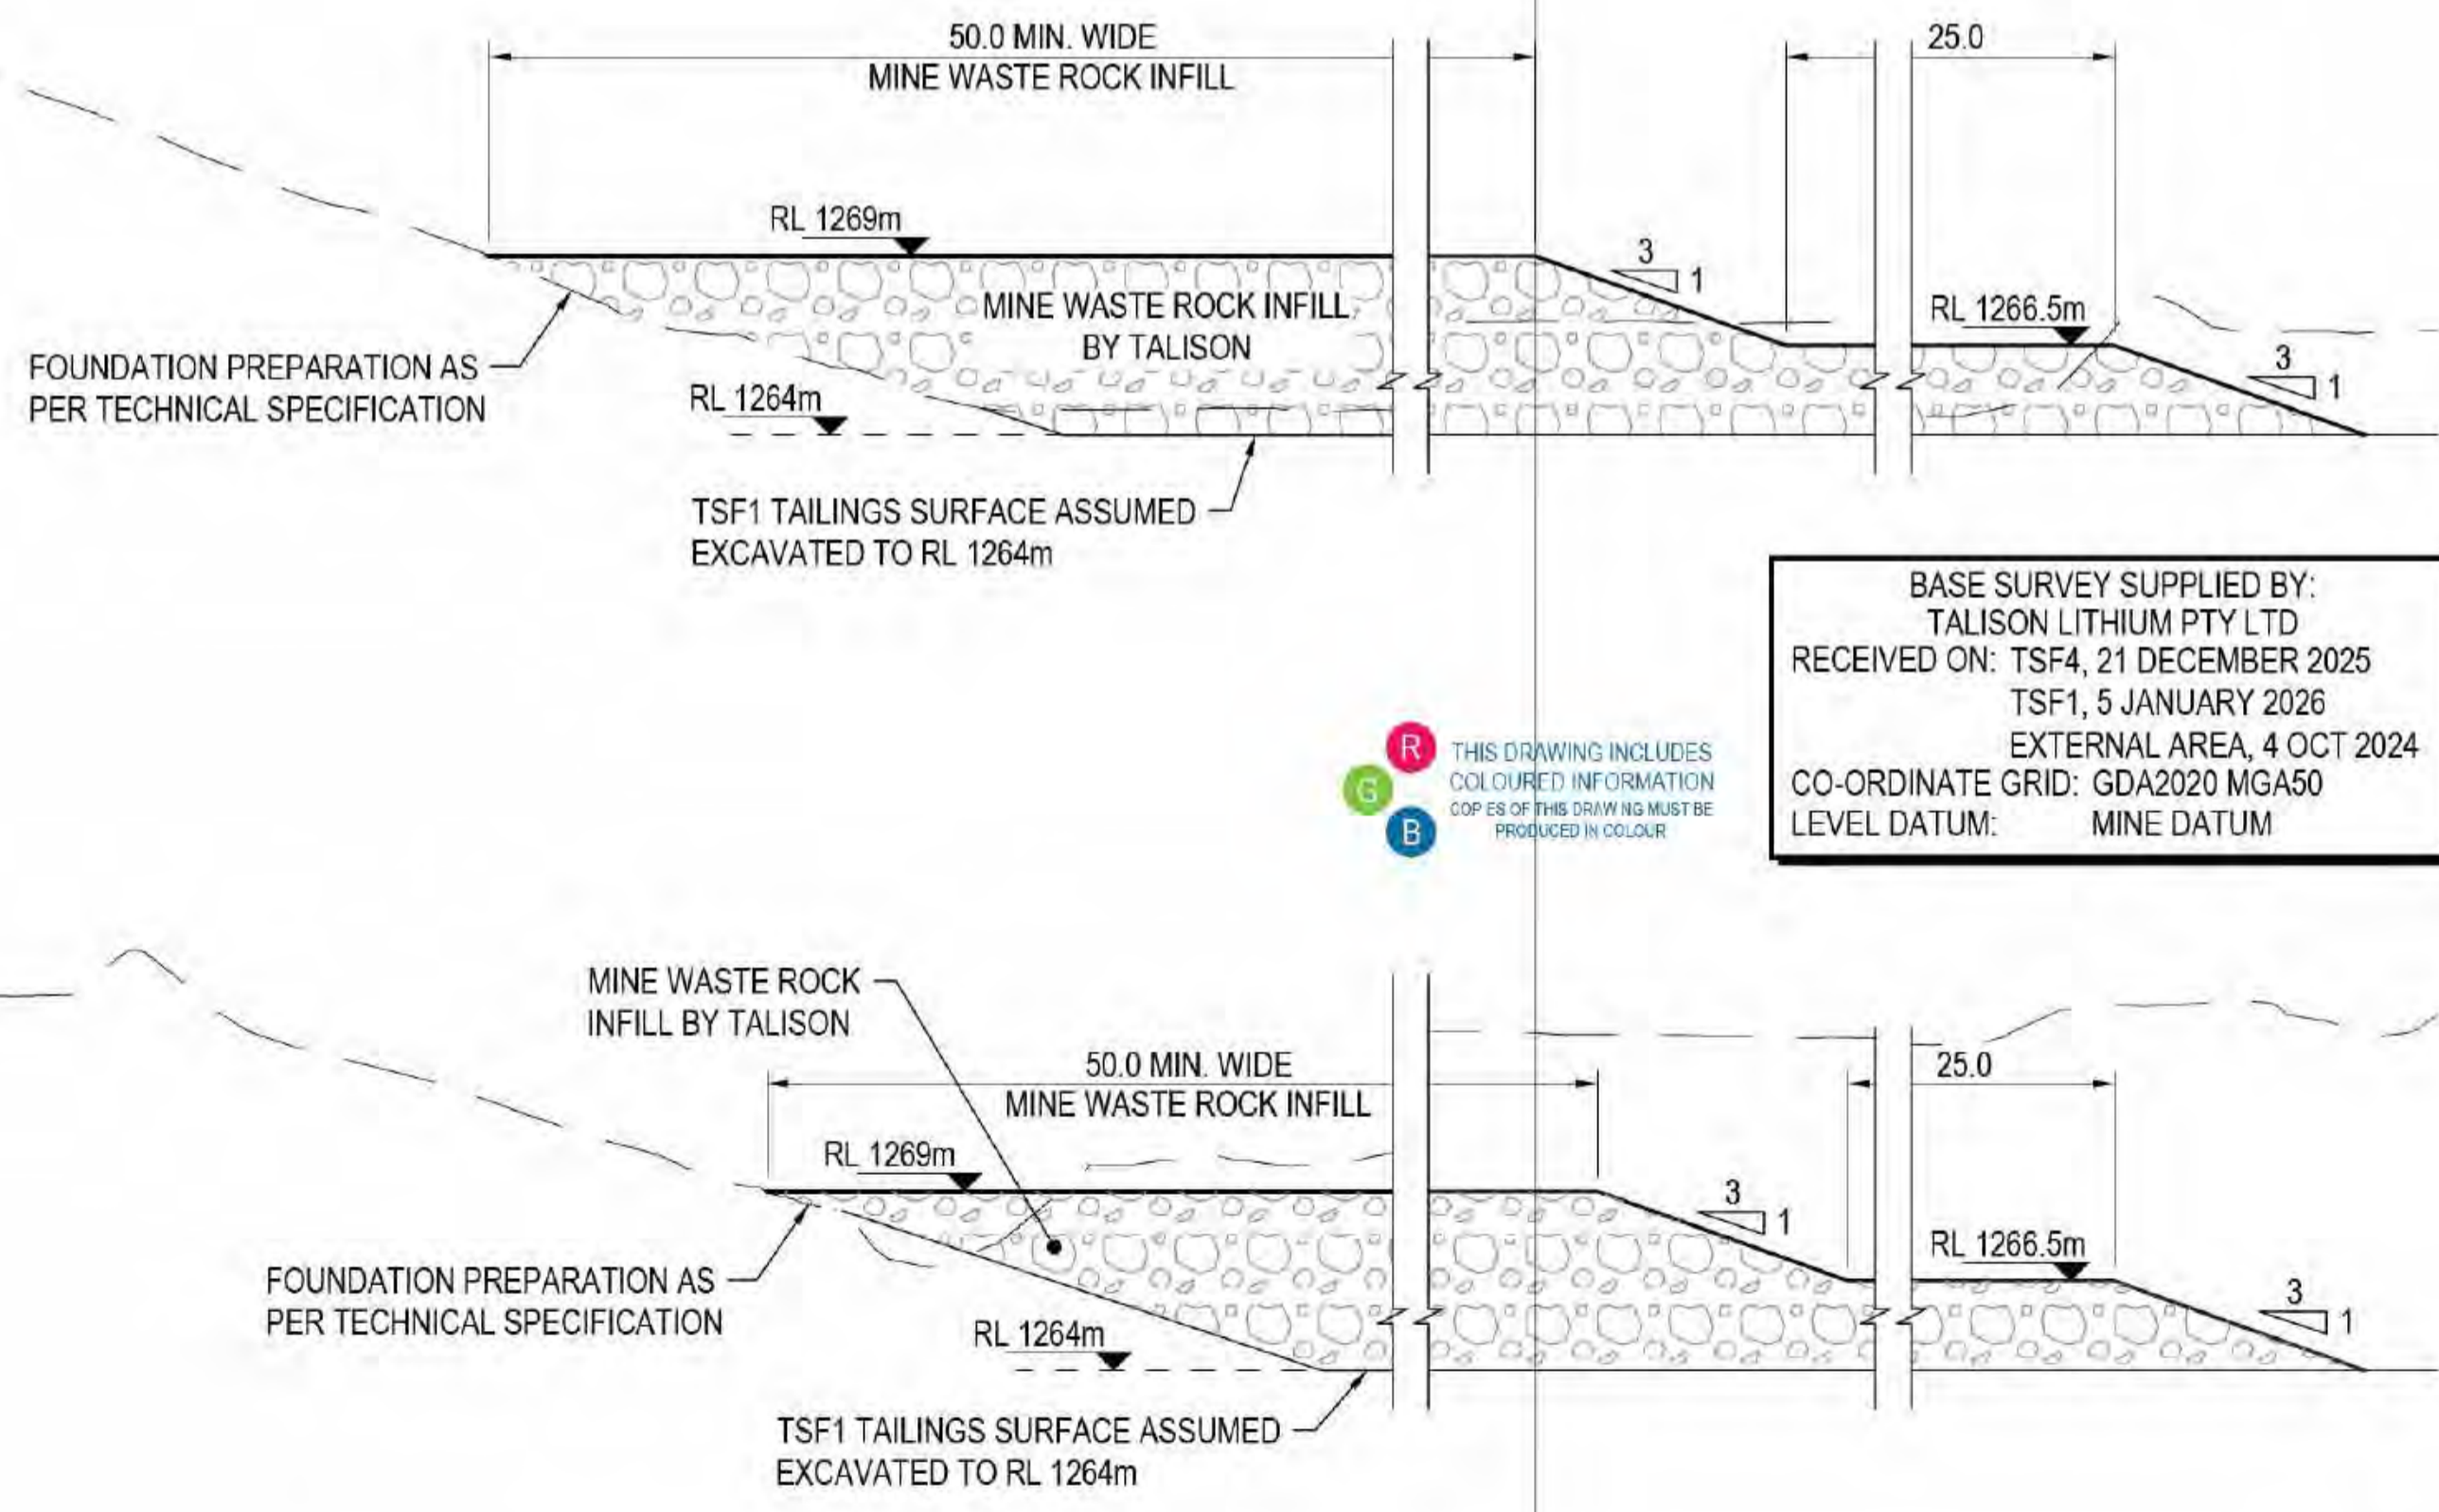 50.0 MIN. WIDE
MINE WASTE ROCK INFILL
25.0
RL 1269m
3
1
MINE WASTE ROCK INFILL
BY TALISON
RL 1266.5m
3
1
FOUNDATION PREPARATION AS
PER TECHNICAL SPECIFICATION
RL 1264m
TSF1 TAILINGS SURFACE ASSUMED
EXCAVATED TO RL 1264m
BASE SURVEY SUPPLIED BY:
TALISON LITHIUM PTY LTD
RECEIVED ON: TSF4, 21 DECEMBER 2025
TSF1, 5 JANUARY 2026
EXTERNAL AREA, 4 OCT 2024
CO-ORDINATE GRID: GDA2020 MGA50
LEVEL DATUM: MINE DATUM
R
G
B
THIS DRAWING INCLUDES
COLOURED INFORMATION
COP ES OF THIS DRAW NG MUST BE
PRODUCED IN COLOUR
MINE WASTE ROCK
INFILL BY TALISON
50.0 MIN. WIDE
MINE WASTE ROCK INFILL
25.0
RL 1269m
3
1
RL 1266.5m
3
1
FOUNDATION PREPARATION AS
PER TECHNICAL SPECIFICATION
RL 1264m
TSF1 TAILINGS SURFACE ASSUMED
EXCAVATED TO RL 1264m